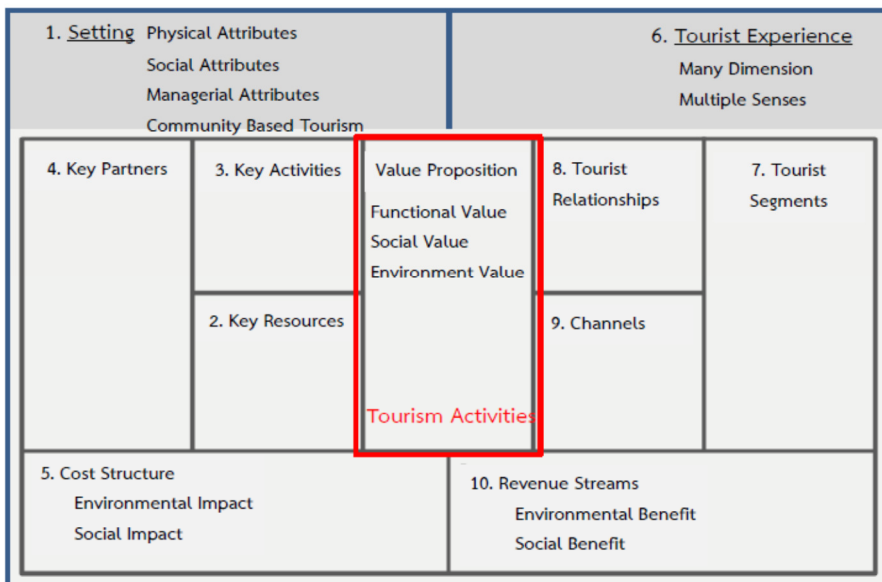 1. Setting Physical Attributes
Social Attributes
Managerial Attributes
Community Based Tourism
6. Tourist Experience
Many Dimension
Multiple Senses
4. Key Partners
3. Key Activities
2. Key Resources
Value Proposition
Functional Value
Social Value
Environment Value
Tourism Activities
8. Tourist
Relationships
9. Channels
7. Tourist
Segments
5. Cost Structure
Environmental Impact
Social Impact
10. Revenue Streams
Environmental Benefit
Social Benefit